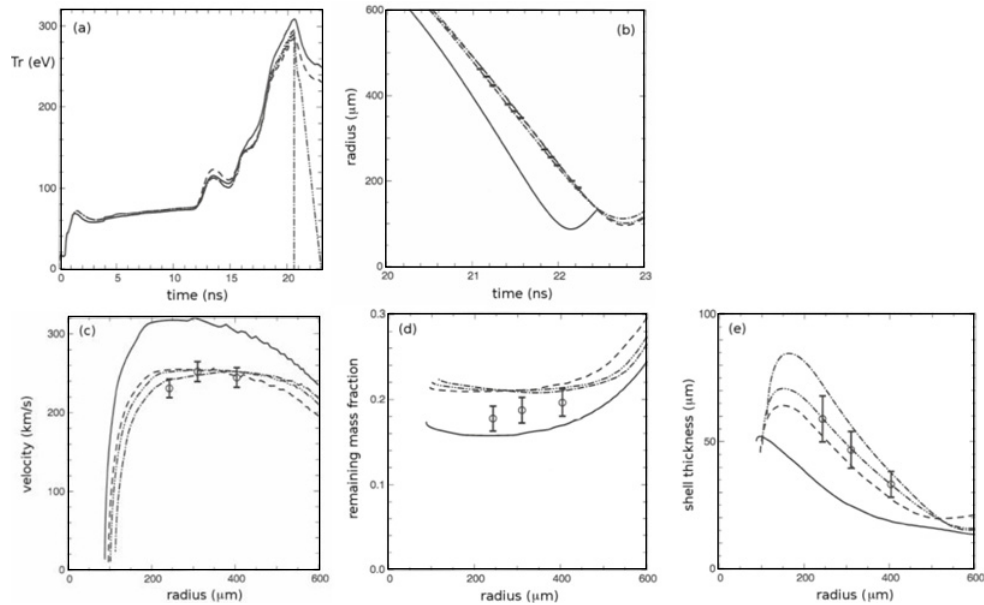 (a)
Tr (eV)
300
200
100
0
0 5 10 15 20
time (ns)
(b)
radius (μm)
600
400
200
0
20 21 22 23
time (ns)
(c)
velocity (km/s)
300
200
100
0
0 200 400 600
radius (μm)
(d)
remaining mass fraction
0.3
0.2
0.1
0.0
0 200 400 600
radius (μm)
(e)
shell thickness (μm)
100
50
0
0 200 400 600
radius (μm)